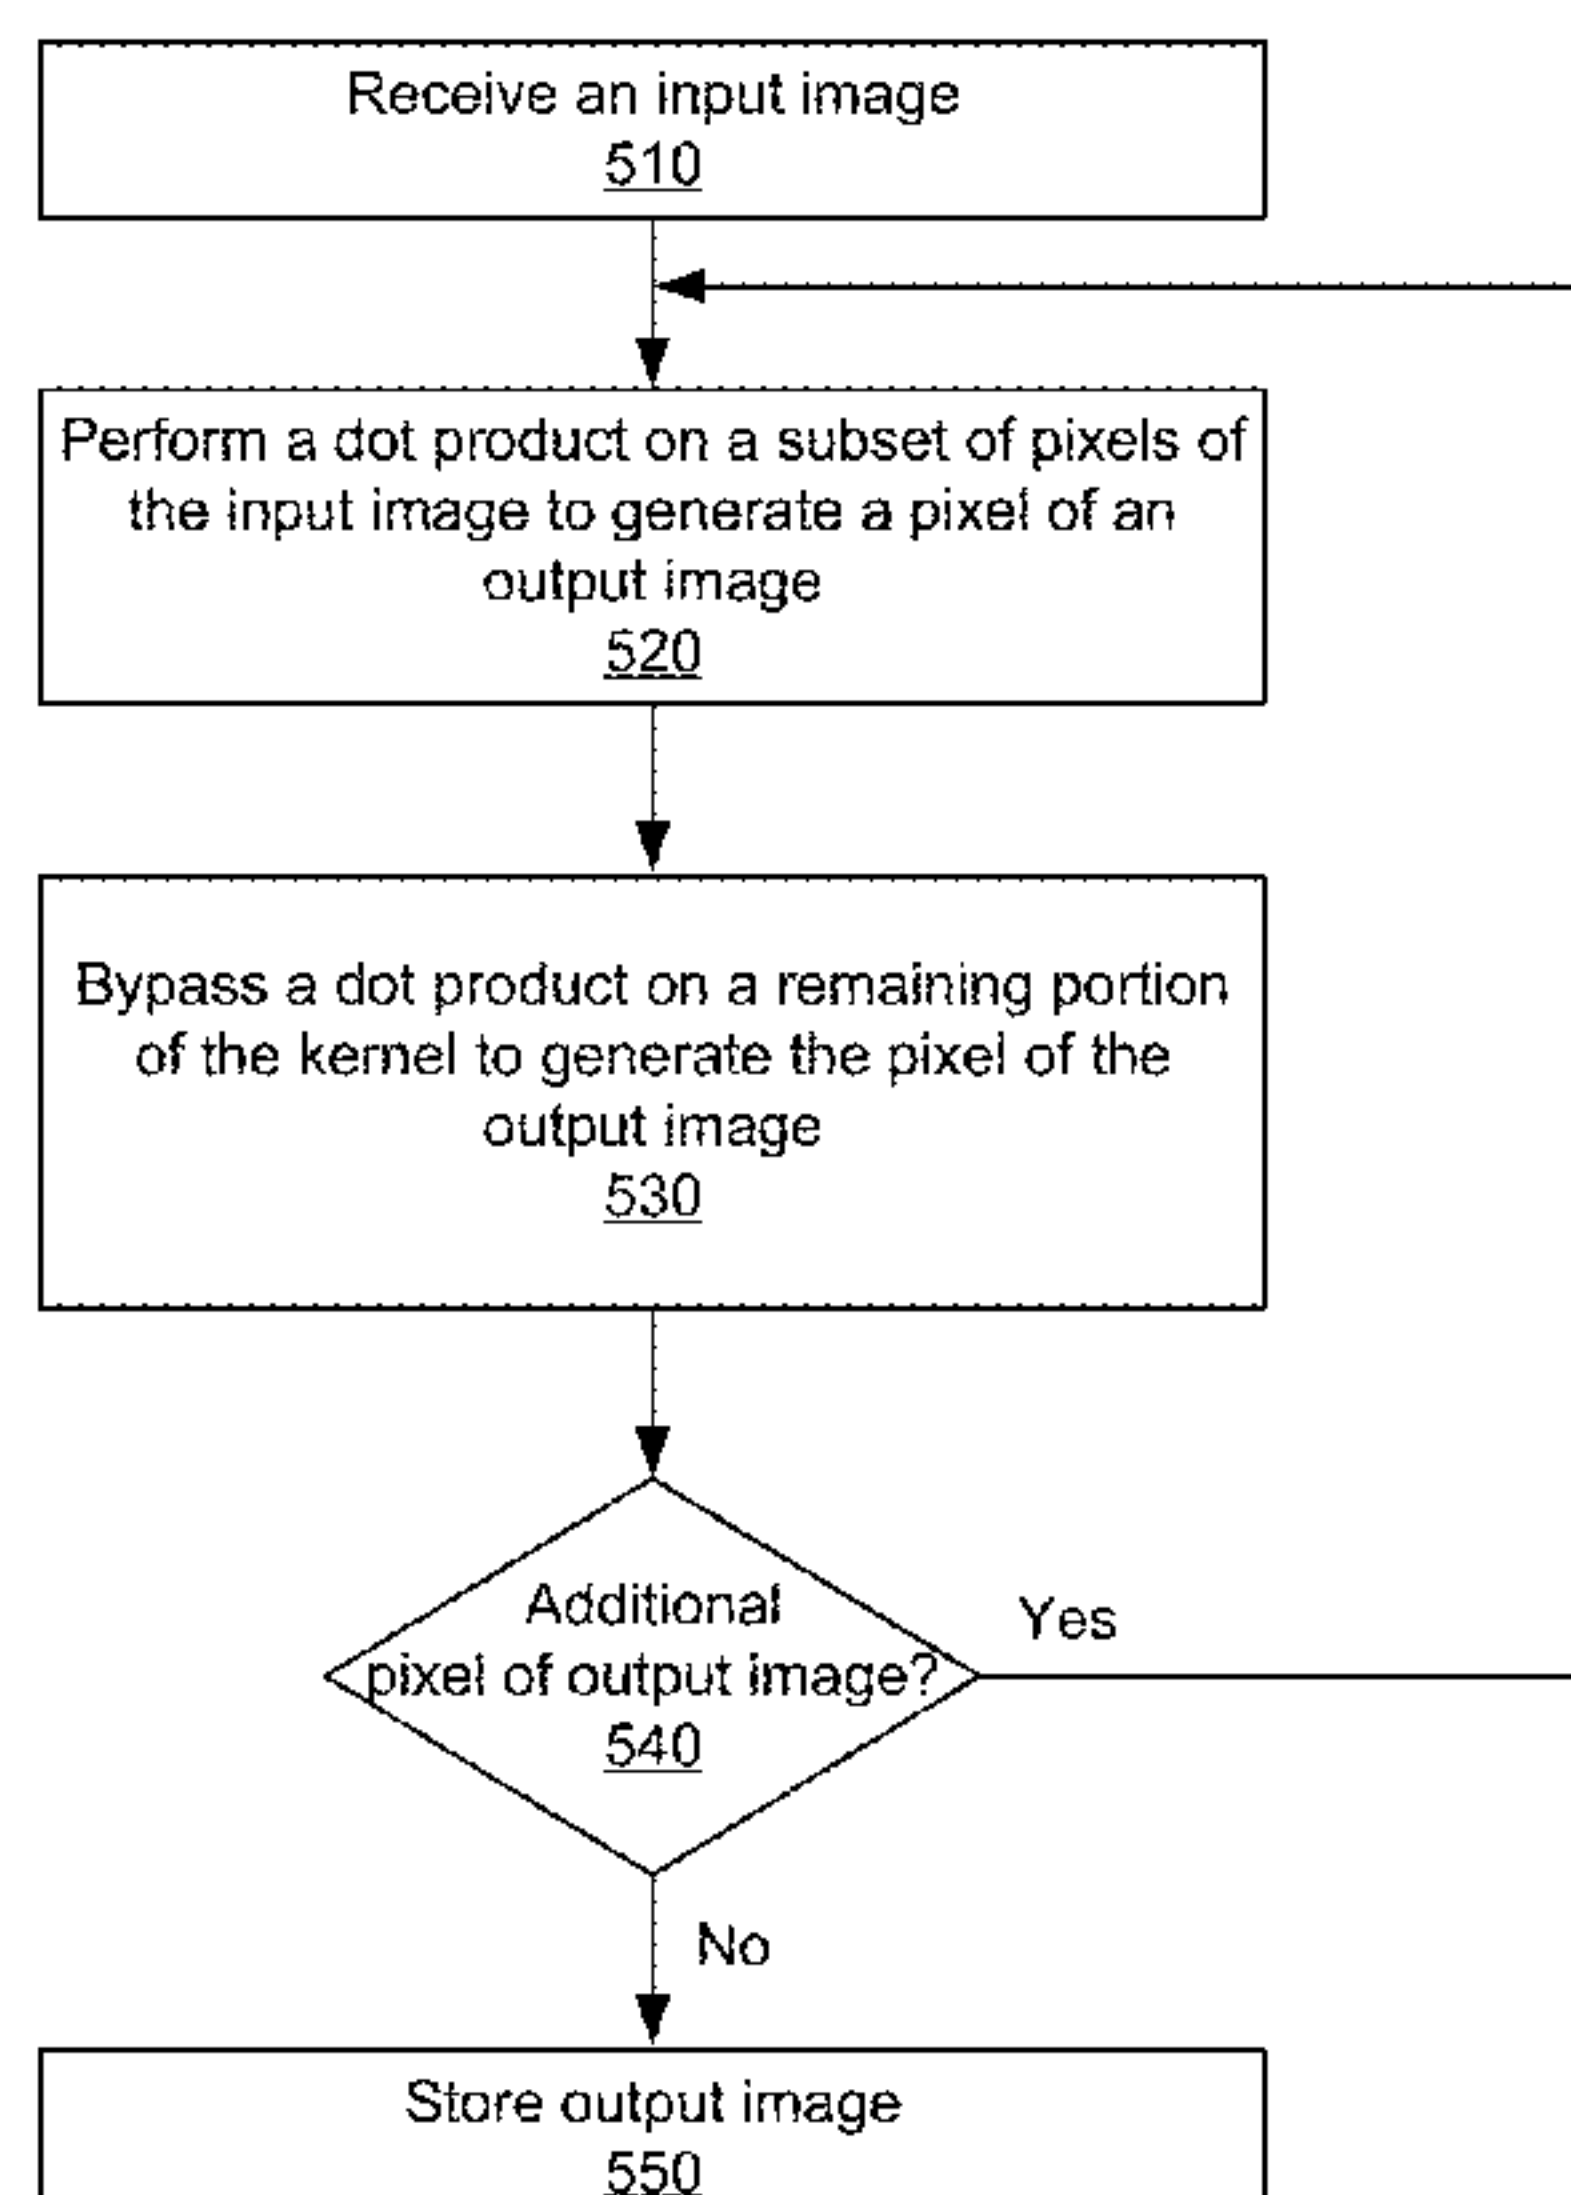 Receive an input image
510
Perform a dot product on a subset of pixels of
the input image to generate a pixel of an
output image
520
Bypass a dot product on a remaining portion
of the kernel to generate the pixel of the
output image
530
Additional
pixel of output image?
540
Yes
No
Store output image
550